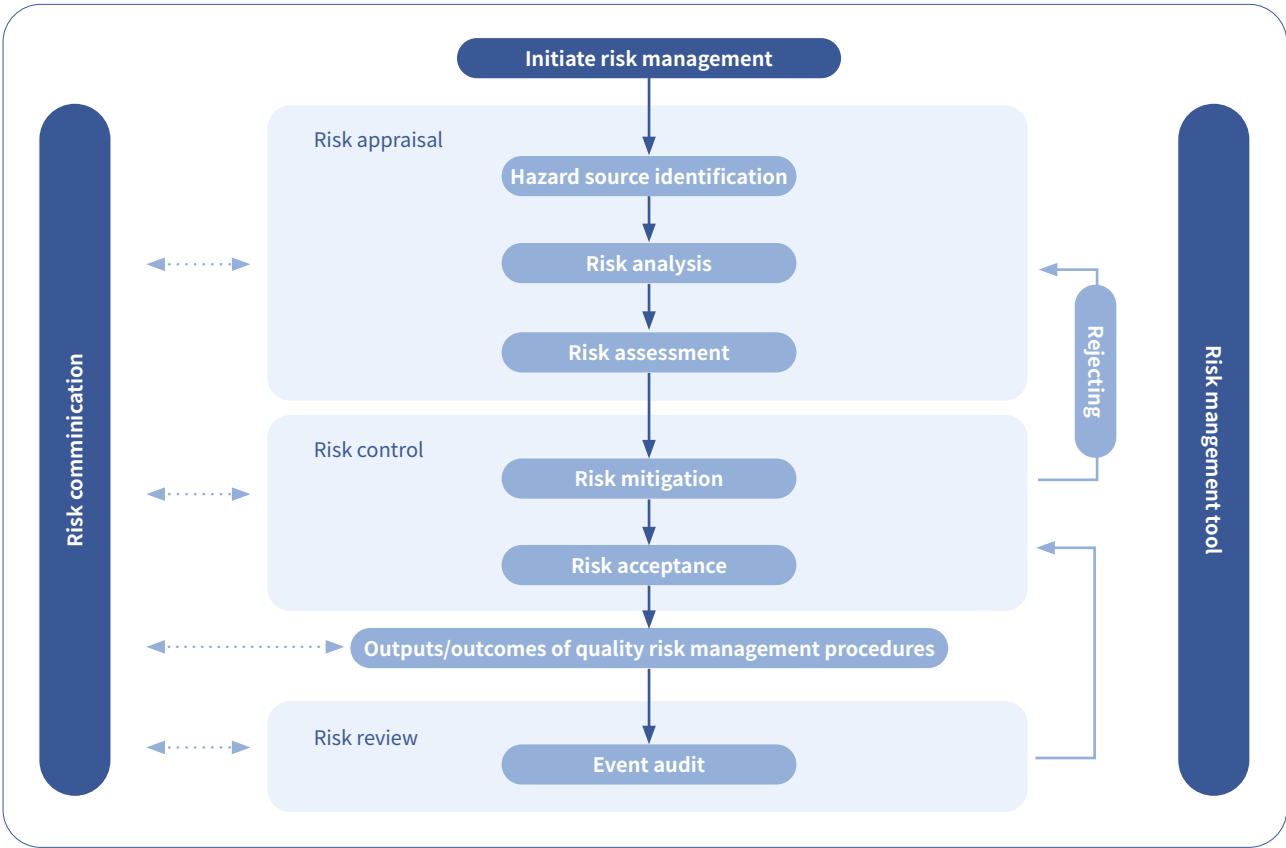 Initiate risk management
Risk appraisal
Hazard source identification
Risk analysis
Risk assessment
Risk control
Risk mitigation
Risk acceptance
Outputs/outcomes of quality risk management procedures
Risk review
Event audit
Risk comminication
Rejecting
Risk mangement tool